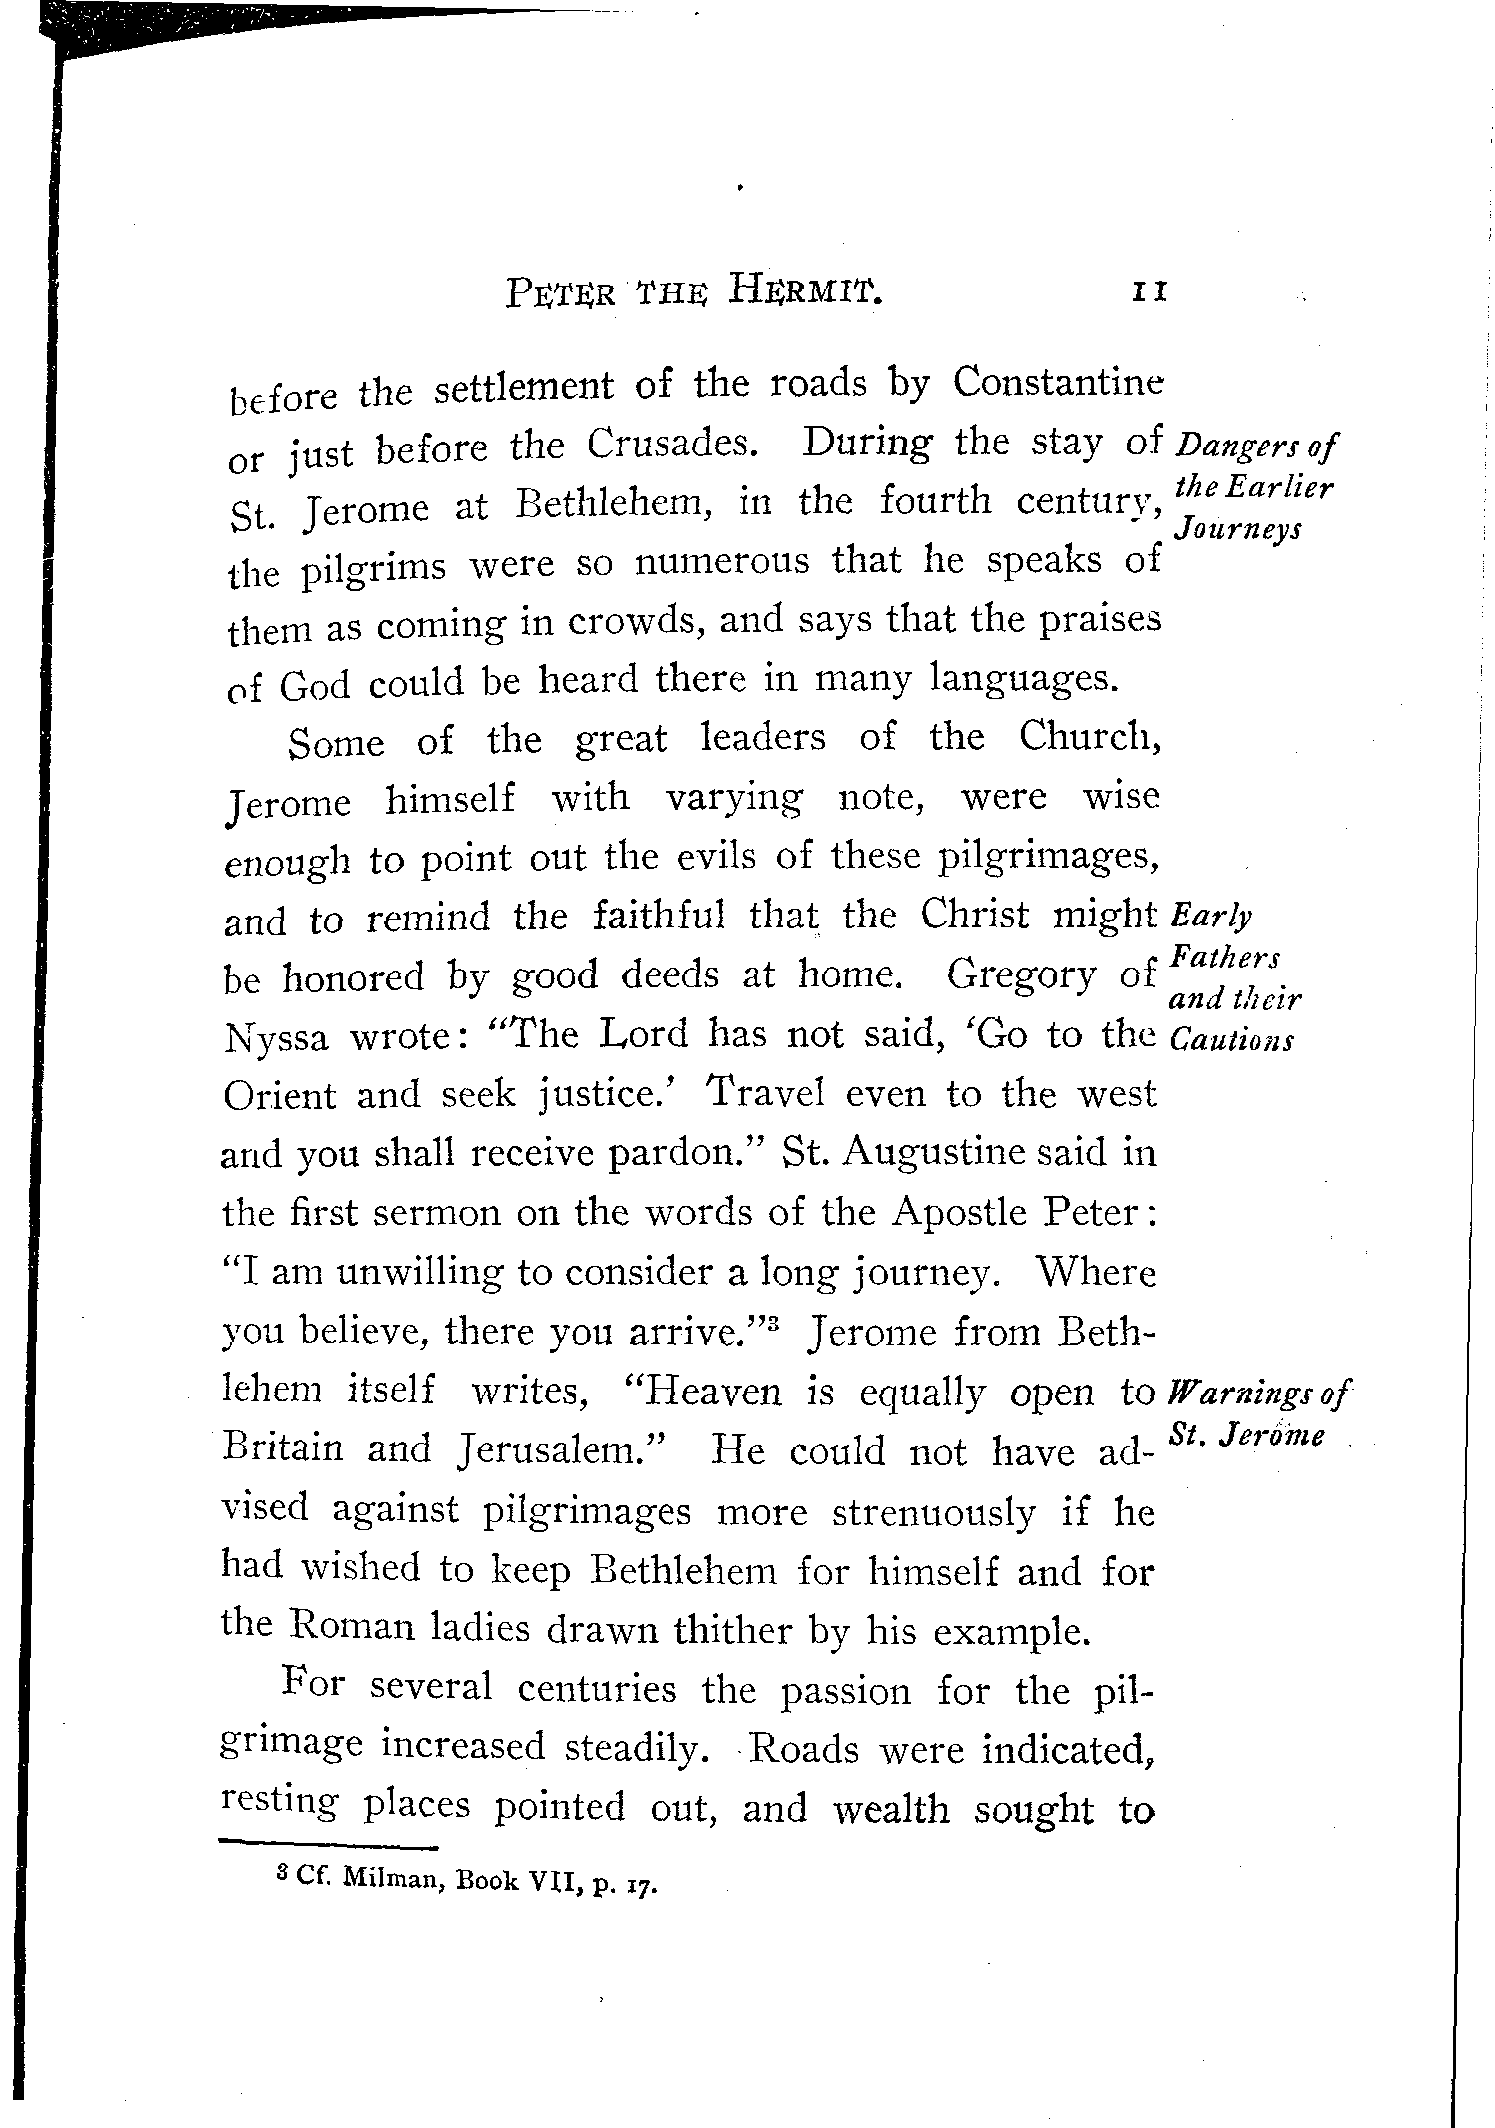 PETER THE HERMIT. 11
before the settlement of the roads by Constantine
or just before the Crusades. During the stay of
St. Jerome at Bethlehem, in the fourth century,
the pilgrims were so numerous that he speaks of
them as coming in crowds, and says that the praises
of God could be heard there in many languages.
Dangers of
the Earlier
Journeys
Some of the great leaders of the Church,
Jerome himself with varying note, were wise
enough to point out the evils of these pilgrimages,
and to remind the faithful that the Christ might
be honored by good deeds at home. Gregory of
Nyssa wrote: "The Lord has not said, 'Go to the
Orient and seek justice.' Travel even to the west
and you shall receive pardon." St. Augustine said in
the first sermon on the words of the Apostle Peter:
"I am unwilling to consider a long journey. Where
you believe, there you arrive."³ Jerome from Beth-
lehem itself writes, "Heaven is equally open to
Britain and Jerusalem." He could not have ad-
vised against pilgrimages more strenuously if he
had wished to keep Bethlehem for himself and for
the Roman ladies drawn thither by his example.
Early
Fathers
and their
Cautions
Warnings of
St. Jerome
For several centuries the passion for the pil-
grimage increased steadily. Roads were indicated,
resting places pointed out, and wealth sought to
³ Cf. Milman, Book VII, p. 17.